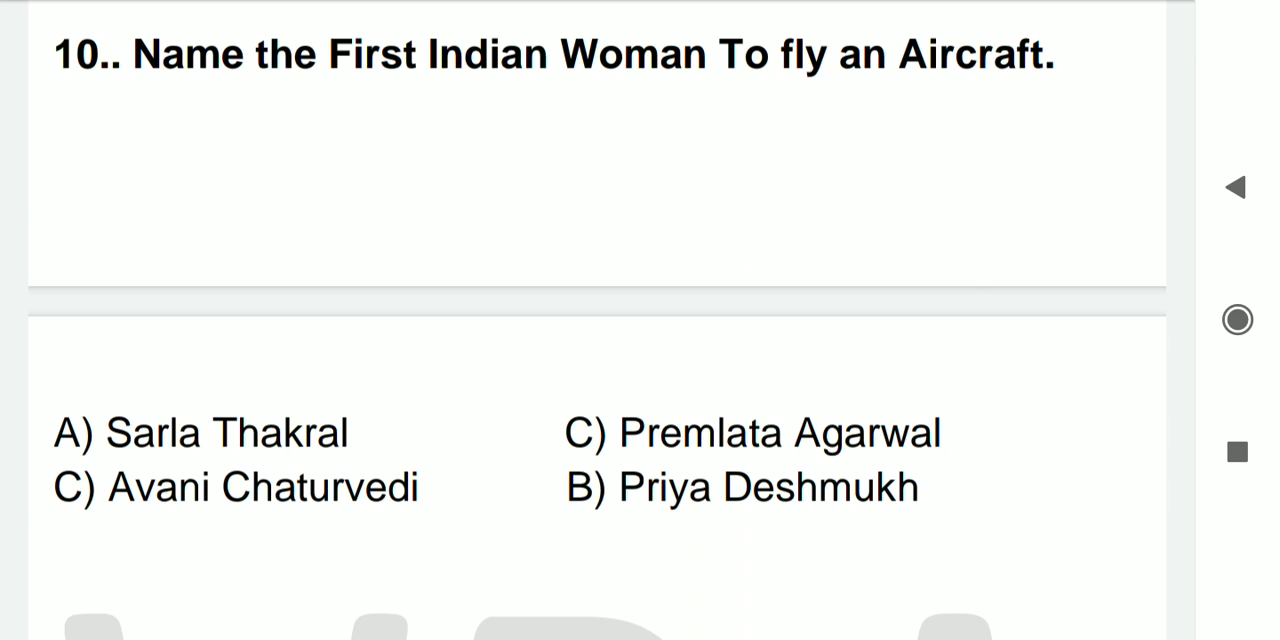 10.. Name the First Indian Woman To fly an Aircraft.
A) Sarla Thakral C) Premlata Agarwal
C) Avani Chaturvedi B) Priya Deshmukh